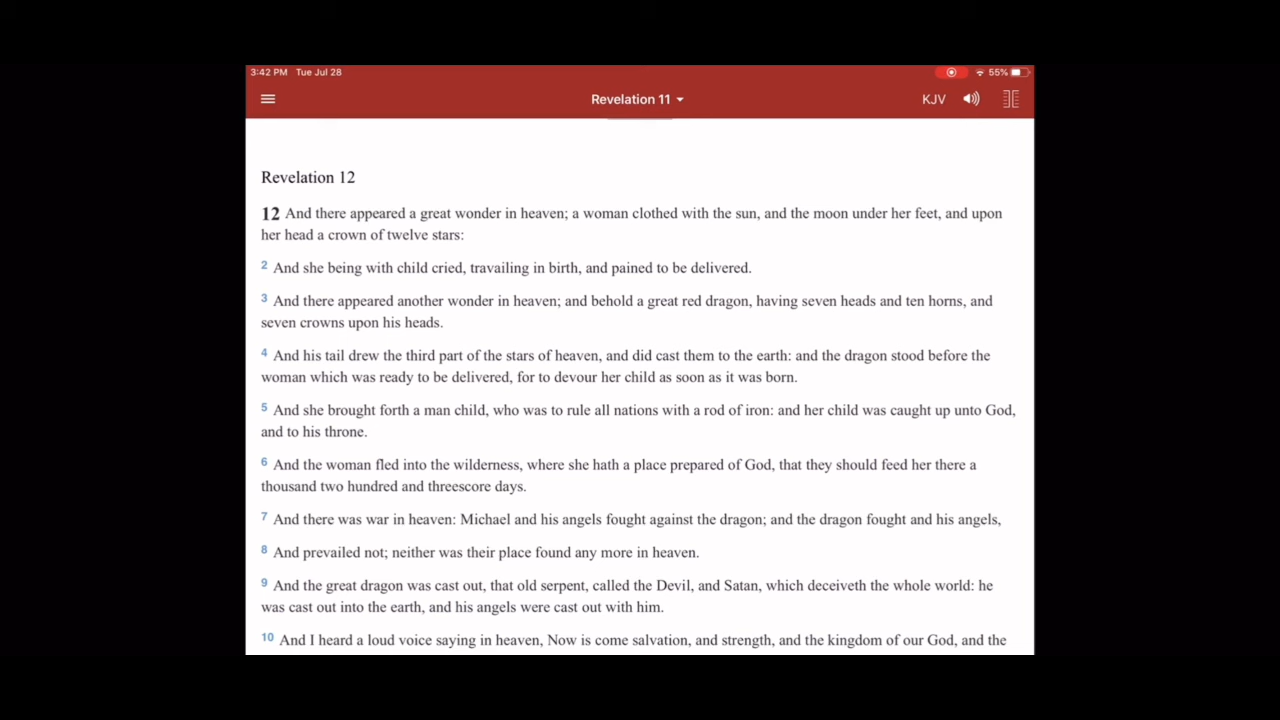 3:42 PM Tue Jul 28 55%
Revelation 11 KJV
Revelation 12
12 And there appeared a great wonder in heaven; a woman clothed with the sun, and the moon under her feet, and upon
her head a crown of twelve stars:
2 And she being with child cried, travailing in birth, and pained to be delivered.
3 And there appeared another wonder in heaven; and behold a great red dragon, having seven heads and ten horns, and
seven crowns upon his heads.
4 And his tail drew the third part of the stars of heaven, and did cast them to the earth: and the dragon stood before the
woman which was ready to be delivered, for to devour her child as soon as it was born.
5 And she brought forth a man child, who was to rule all nations with a rod of iron: and her child was caught up unto God,
and to his throne.
6 And the woman fled into the wilderness, where she hath a place prepared of God, that they should feed her there a
thousand two hundred and threescore days.
7 And there was war in heaven: Michael and his angels fought against the dragon; and the dragon fought and his angels,
8 And prevailed not; neither was their place found any more in heaven.
9 And the great dragon was cast out, that old serpent, called the Devil, and Satan, which deceiveth the whole world: he
was cast out into the earth, and his angels were cast out with him.
10 And I heard a loud voice saying in heaven, Now is come salvation, and strength, and the kingdom of our God, and the